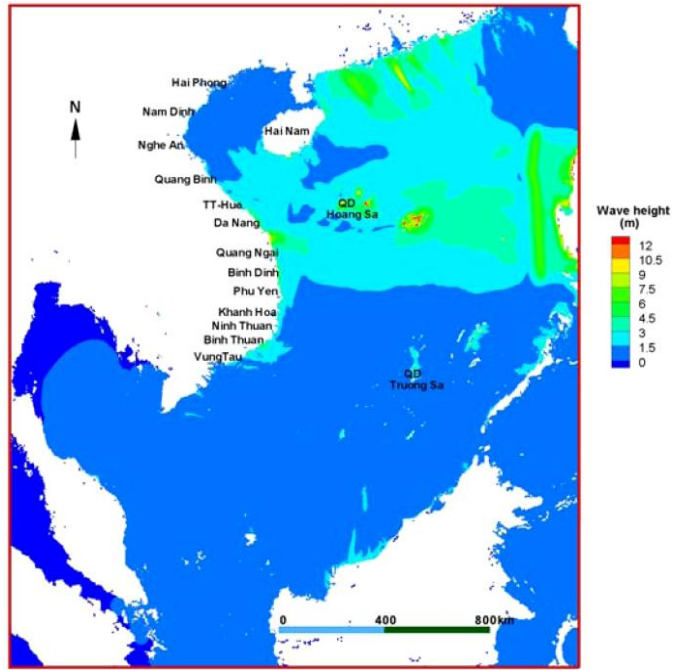 Hai Phong
N
Nam Dinh
Hai Nam
Nghe An
Quang Binh
TT-Hue
QD
Hoang Sa
Da Nang
Quang Ngai
Binh Dinh
Phu Yen
Khanh Hoa
Ninh Thuan
Binh Thuan
VungTau
QD
Truong Sa
0 400 800km
Wave height
(m)
12
10.5
9
7.5
6
4.5
3
1.5
0